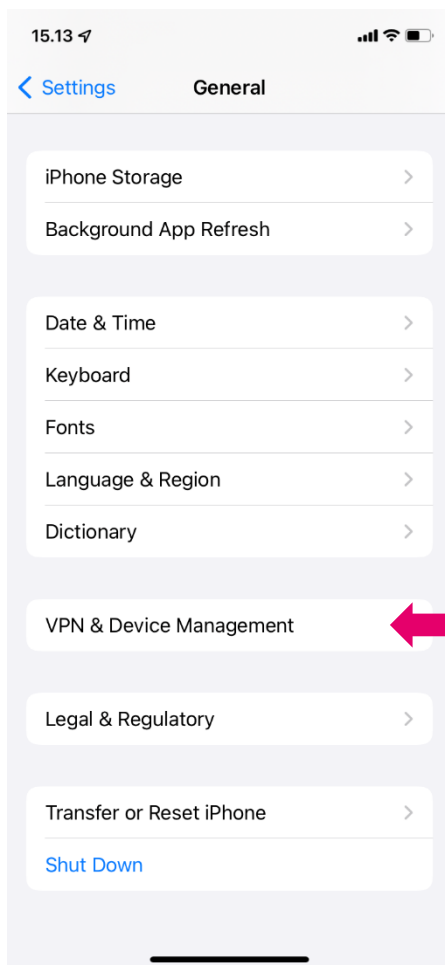 15.13
Settings
General
iPhone Storage
Background App Refresh
Date & Time
Keyboard
Fonts
Language & Region
Dictionary
VPN & Device Management
Legal & Regulatory
Transfer or Reset iPhone
Shut Down